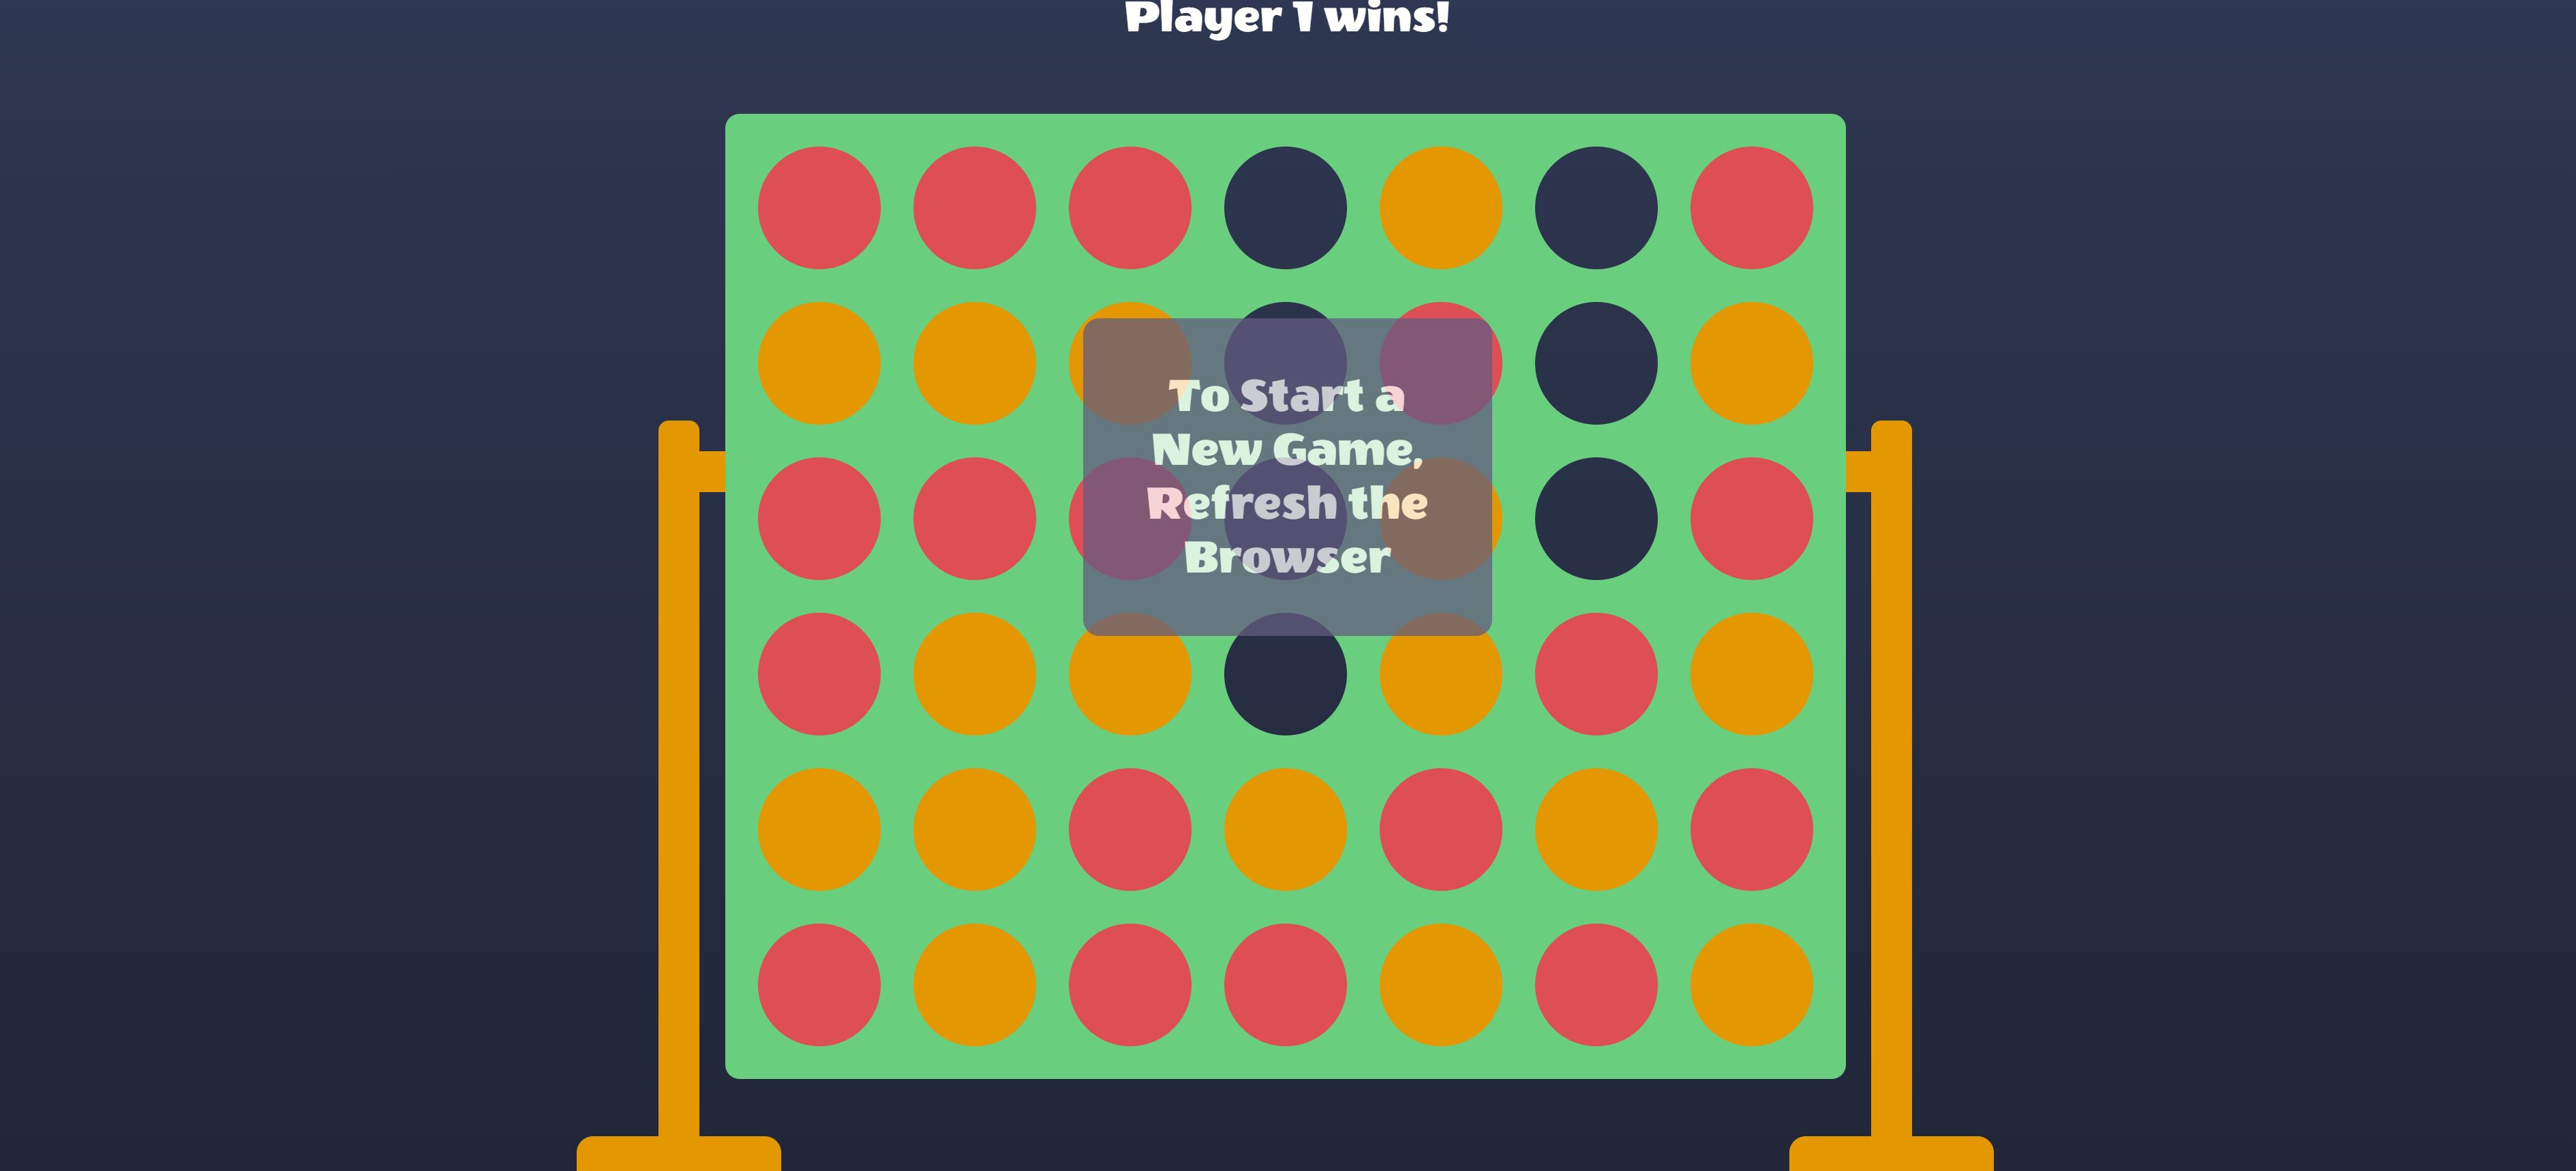 Player 1 wins!
To Start a
New Game,
Refresh the
Browser